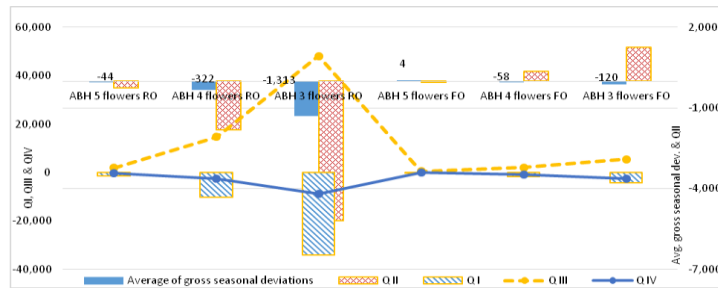 60,000
40,000
20,000
0
-20,000
-40,000
QI, QIII & QIV
2,000
-1,000
-4,000
-7,000
Avg. gross seasonal dev. & QII
-44
-322
-1,313
4
-58
-120
ABH 5 flowers RO
ABH 4 flowers RO
ABH 3 flowers RO
ABH 5 flowers FO
ABH 4 flowers FO
ABH 3 flowers FO
Average of gross seasonal deviations
Q II
Q I
Q III
Q IV